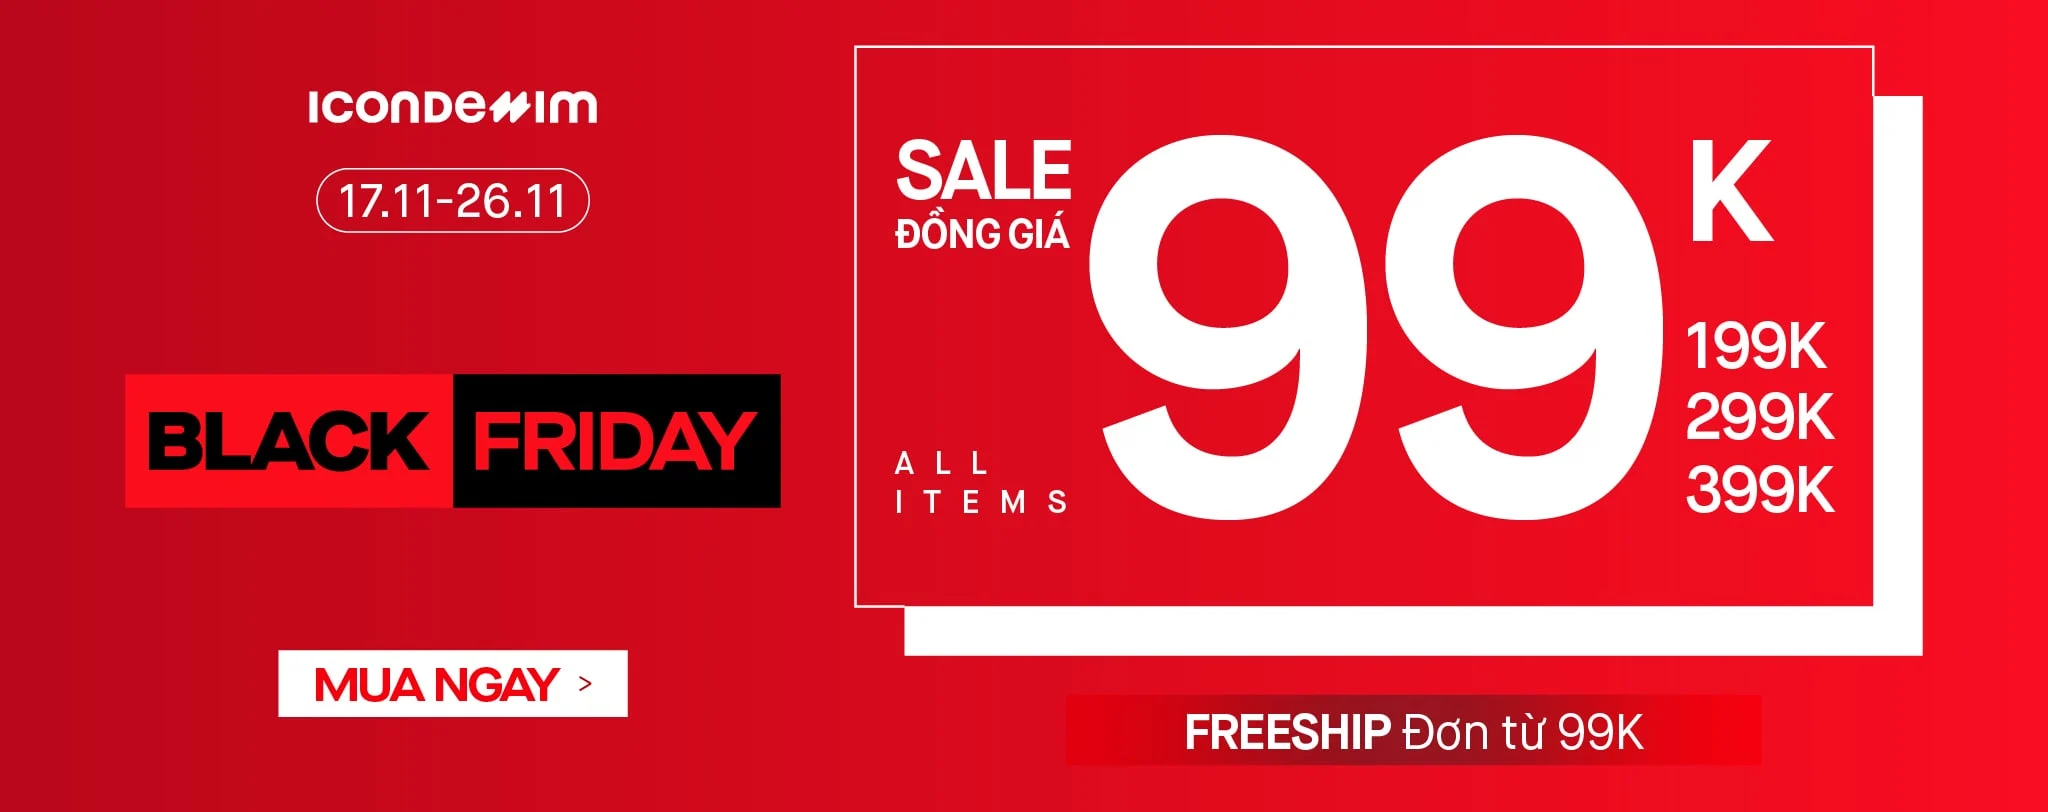 ICONDENIM
17.11-26.11
BLACK FRIDAY
MUA NGAY >
SALE
ĐỒNG GIÁ
99K
199K
299K
399K
ALL
ITEMS
FREESHIP Đơn từ 99K